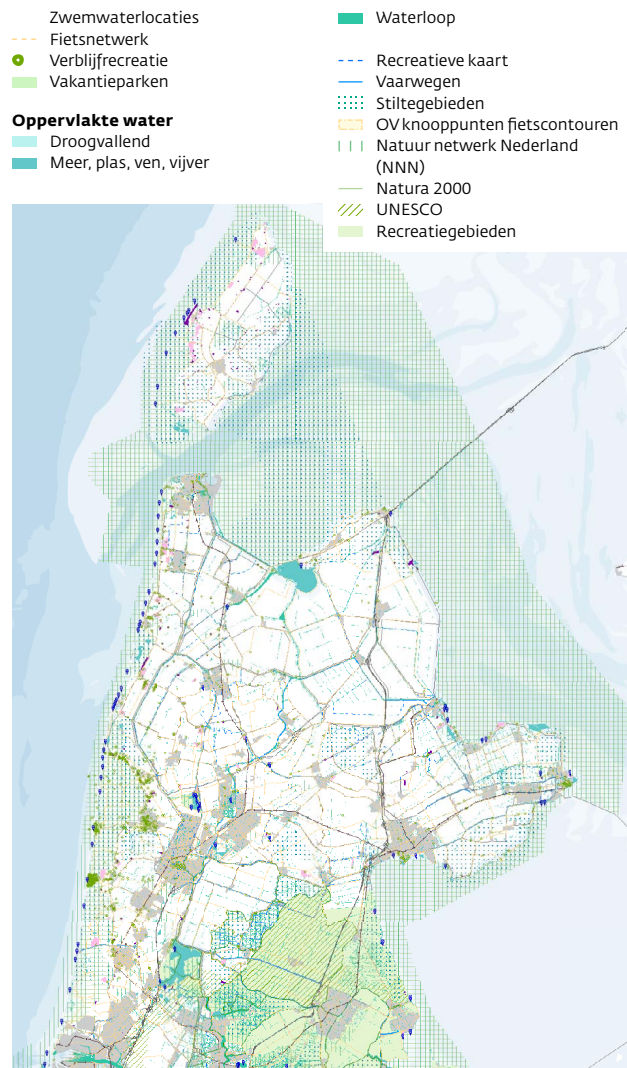 Zwemwaterlocaties
Fietsnetwerk
Verblijfrecreatie
Vakantieparken
Oppervlakte water
Droogvallend
Meer, plas, ven, vijver
Waterloop
Recreatieve kaart
Vaarwegen
Stiltegebieden
OV knooppunten fietscontouren
Natuur netwerk Nederland
(NNN)
Natura 2000
UNESCO
Recreatiegebieden